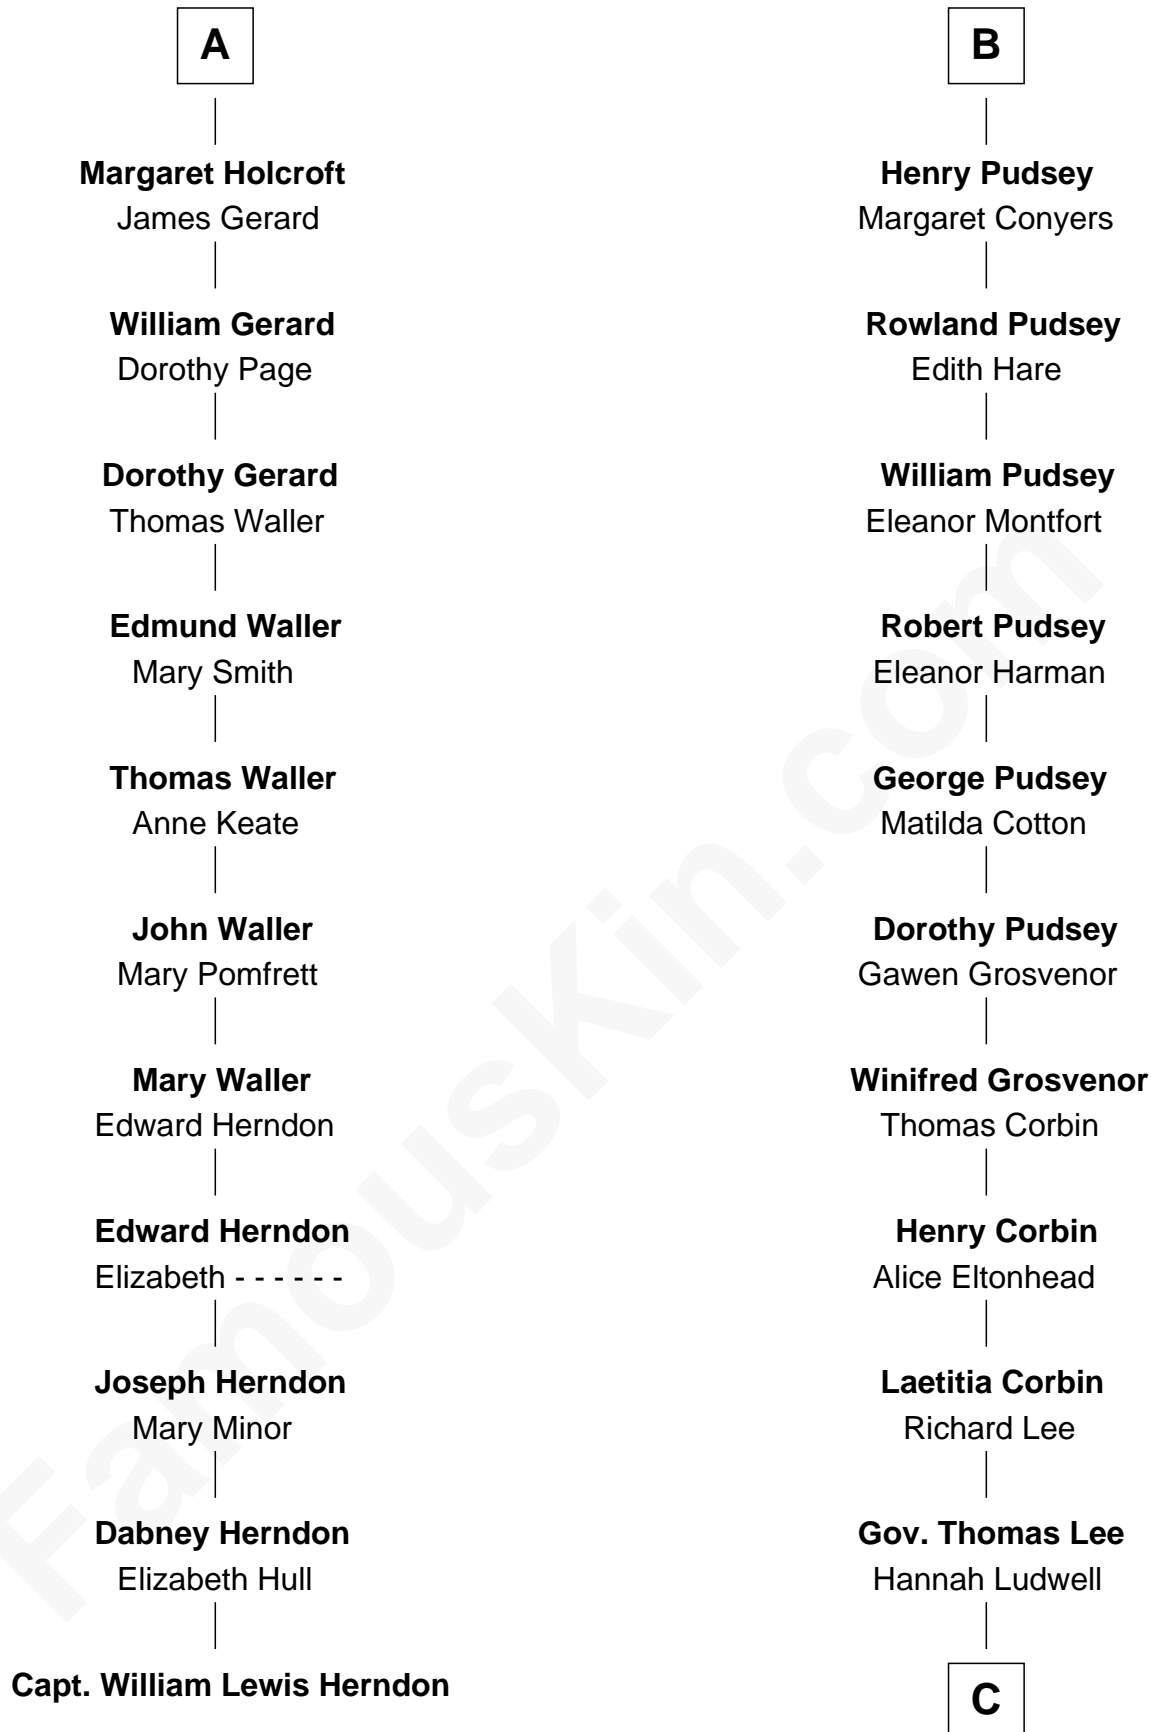 A
Margaret Holcroft
James Gerard
William Gerard
Dorothy Page
Dorothy Gerard
Thomas Waller
Edmund Waller
Mary Smith
Thomas Waller
Anne Keate
John Waller
Mary Pomfrett
Mary Waller
Edward Herndon
Edward Herndon
Elizabeth - - - - - -
Joseph Herndon
Mary Minor
Dabney Herndon
Elizabeth Hull
Capt. William Lewis Herndon
B
Henry Pudsey
Margaret Conyers
Rowland Pudsey
Edith Hare
William Pudsey
Eleanor Montfort
Robert Pudsey
Eleanor Harman
George Pudsey
Matilda Cotton
Dorothy Pudsey
Gawen Grosvenor
Winifred Grosvenor
Thomas Corbin
Henry Corbin
Alice Eltonhead
Laetitia Corbin
Richard Lee
Gov. Thomas Lee
Hannah Ludwell
C
FamousKin.com